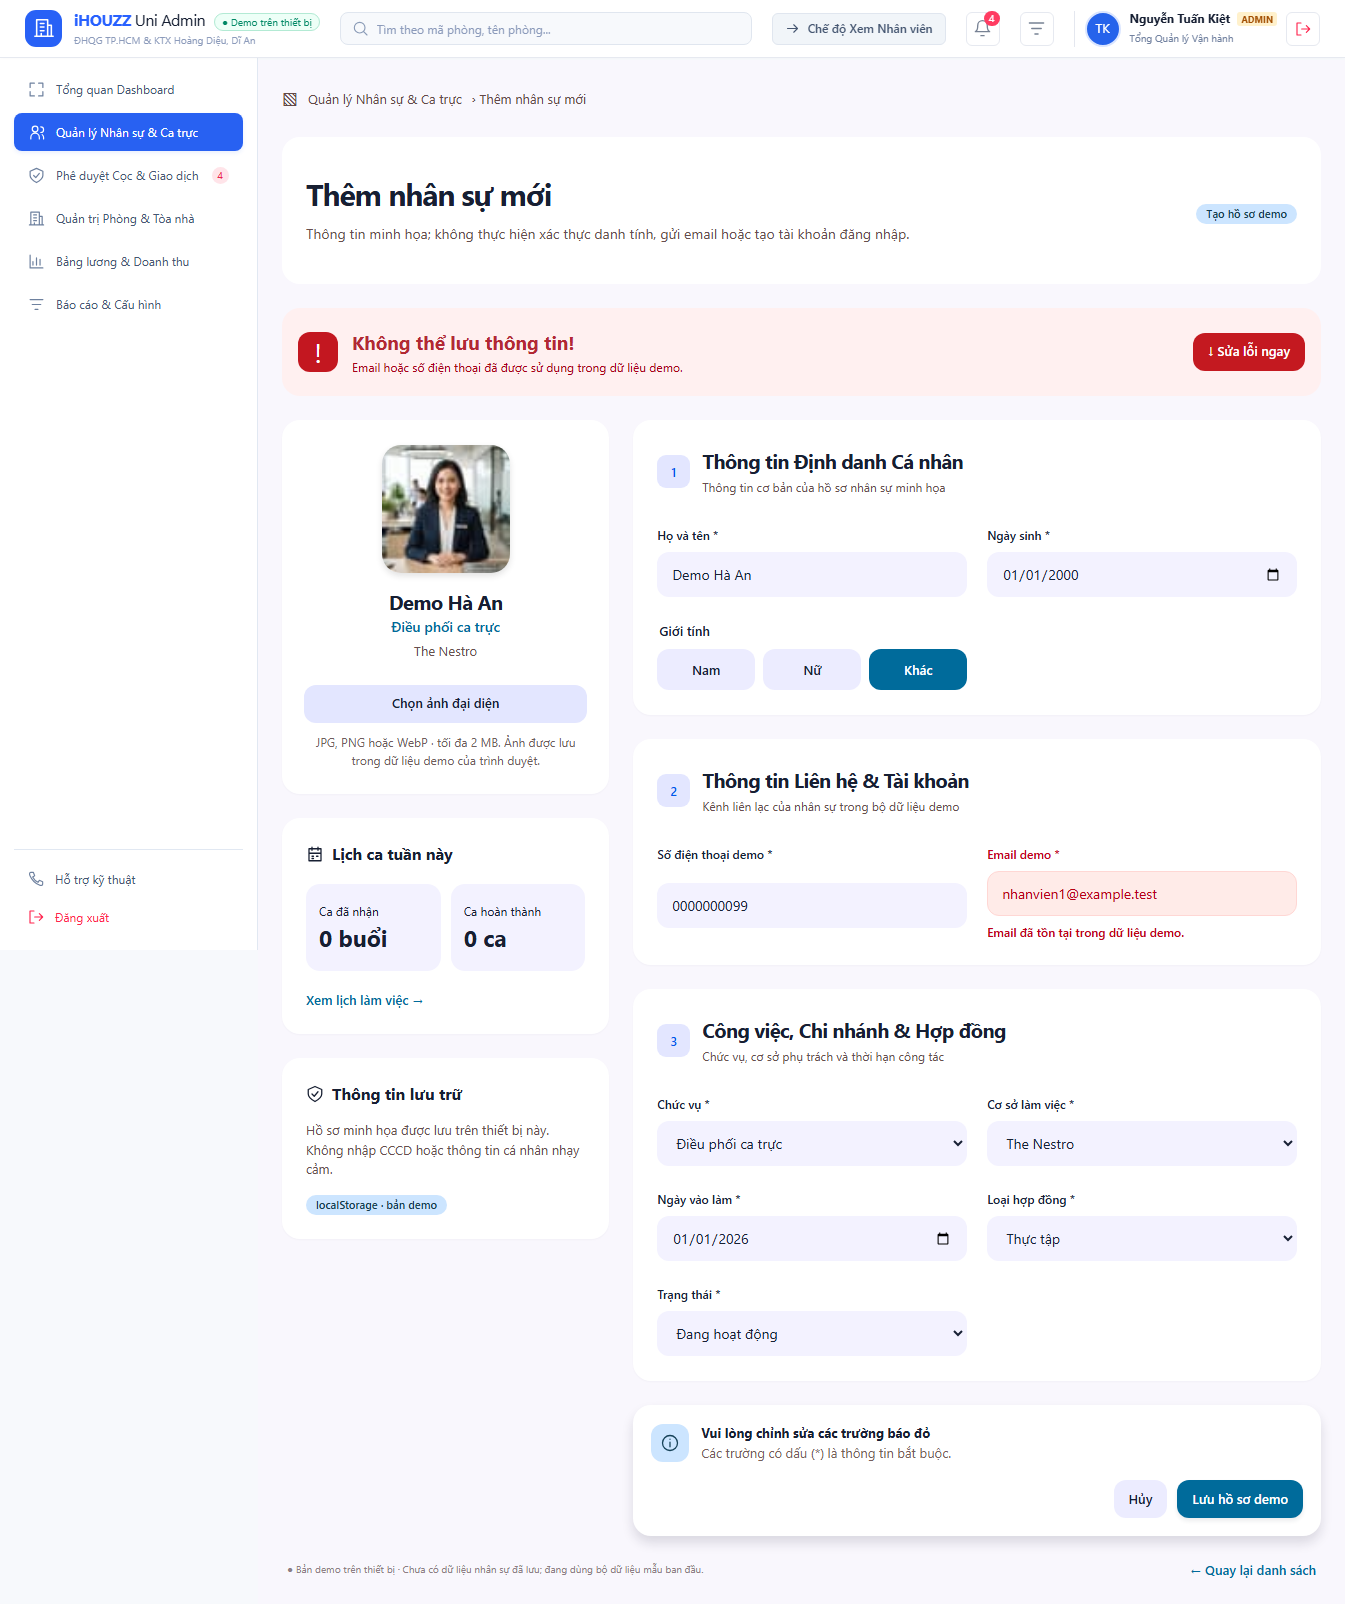 iHOUZZ Uni Admin
● Demo trên thiết bị
ĐHQG TP.HCM & KTX Hoàng Diệu, Dĩ An
Tìm theo mã phòng, tên phòng...
→ Chế độ Xem Nhân viên
4
TK
Nguyễn Tuấn Kiệt ADMIN
Tổng Quản lý Vận hành
Tổng quan Dashboard
Quản lý Nhân sự & Ca trực
Phê duyệt Cọc & Giao dịch 4
Quản trị Phòng & Tòa nhà
Bảng lương & Doanh thu
Báo cáo & Cấu hình
Hỗ trợ kỹ thuật
Đăng xuất
Quản lý Nhân sự & Ca trực › Thêm nhân sự mới
Thêm nhân sự mới
Thông tin minh họa; không thực hiện xác thực danh tính, gửi email hoặc tạo tài khoản đăng nhập.
Tạo hồ sơ demo
!
Không thể lưu thông tin!
Email hoặc số điện thoại đã được sử dụng trong dữ liệu demo.
↓ Sửa lỗi ngay
Demo Hà An
Điều phối ca trực
The Nestro
Chọn ảnh đại diện
JPG, PNG hoặc WebP · tối đa 2 MB. Ảnh được lưu
trong dữ liệu demo của trình duyệt.
Lịch ca tuần này
Ca đã nhận
0 buổi
Ca hoàn thành
0 ca
Xem lịch làm việc →
Thông tin lưu trữ
Hồ sơ minh họa được lưu trên thiết bị này.
Không nhập CCCD hoặc thông tin cá nhân nhạy
cảm.
localStorage · bản demo
1
Thông tin Định danh Cá nhân
Thông tin cơ bản của hồ sơ nhân sự minh họa
Họ và tên *
Demo Hà An
Ngày sinh *
01/01/2000
Giới tính
Nam
Nữ
Khác
2
Thông tin Liên hệ & Tài khoản
Kênh liên lạc của nhân sự trong bộ dữ liệu demo
Số điện thoại demo *
0000000099
Email demo *
nhanvien1@example.test
Email đã tồn tại trong dữ liệu demo.
3
Công việc, Chi nhánh & Hợp đồng
Chức vụ, cơ sở phụ trách và thời hạn công tác
Chức vụ *
Điều phối ca trực
Cơ sở làm việc *
The Nestro
Ngày vào làm *
01/01/2026
Loại hợp đồng *
Thực tập
Trạng thái *
Đang hoạt động
Vui lòng chỉnh sửa các trường báo đỏ
Các trường có dấu (*) là thông tin bắt buộc.
Hủy
Lưu hồ sơ demo
● Bản demo trên thiết bị · Chưa có dữ liệu nhân sự đã lưu; đang dùng bộ dữ liệu mẫu ban đầu.
← Quay lại danh sách